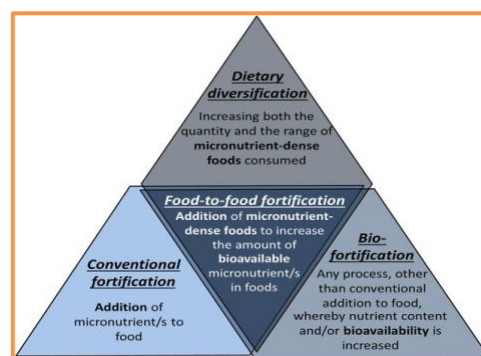 Dietary
diversification
Increasing both the
quantity and the range of
micronutrient-dense
foods consumed
Food-to-food fortification
Addition of micronutrient-
dense foods to increase
the amount of
bioavailable
micronutrient/s
in foods
Conventional
fortification
Addition of
micronutrient/s to
food
Bio-
fortification
Any process, other
than conventional
addition to food,
whereby nutrient content
and/or bioavailability is
increased